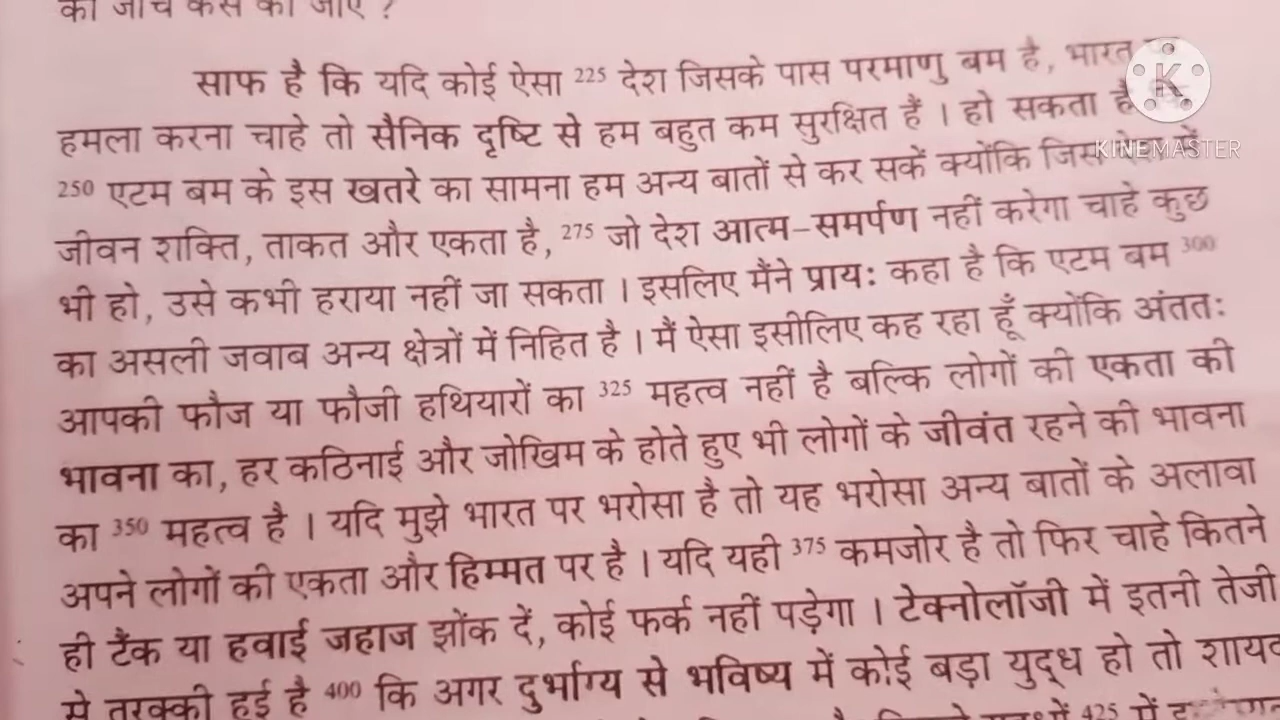 की जाँच कैसे की जाए ?
साफ है कि यदि कोई ऐसा 225 देश जिसके पास परमाणु बम है, भारत
हमला करना चाहे तो सैनिक दृष्टि से हम बहुत कम सुरक्षित हैं । हो सकता है
KINEMASTER
250 एटम बम के इस खतरे का सामना हम अन्य बातों से कर सकें क्योंकि जिस में
जीवन शक्ति, ताकत और एकता है, 275 जो देश आत्म-समर्पण नहीं करेगा चाहे कुछ
भी हो, उसे कभी हराया नहीं जा सकता । इसलिए मैंने प्रायः कहा है कि एटम बम 300
का असली जवाब अन्य क्षेत्रों में निहित है । मैं ऐसा इसीलिए कह रहा हूँ क्योंकि अंततः
आपकी फौज या फौजी हथियारों का 325 महत्व नहीं है बल्कि लोगों की एकता की
भावना का, हर कठिनाई और जोखिम के होते हुए भी लोगों के जीवंत रहने की भावना
का 350 महत्व है । यदि मुझे भारत पर भरोसा है तो यह भरोसा अन्य बातों के अलावा
अपने लोगों की एकता और हिम्मत पर है । यदि यही 375 कमजोर है तो फिर चाहे कितने
ही टैंक या हवाई जहाज झोंक दें, कोई फर्क नहीं पड़ेगा । टेक्नोलॉजी में इतनी तेजी
से तरक्की हुई है 400 कि अगर दुर्भाग्य से भविष्य में कोई बड़ा युद्ध हो तो शायद
425 में